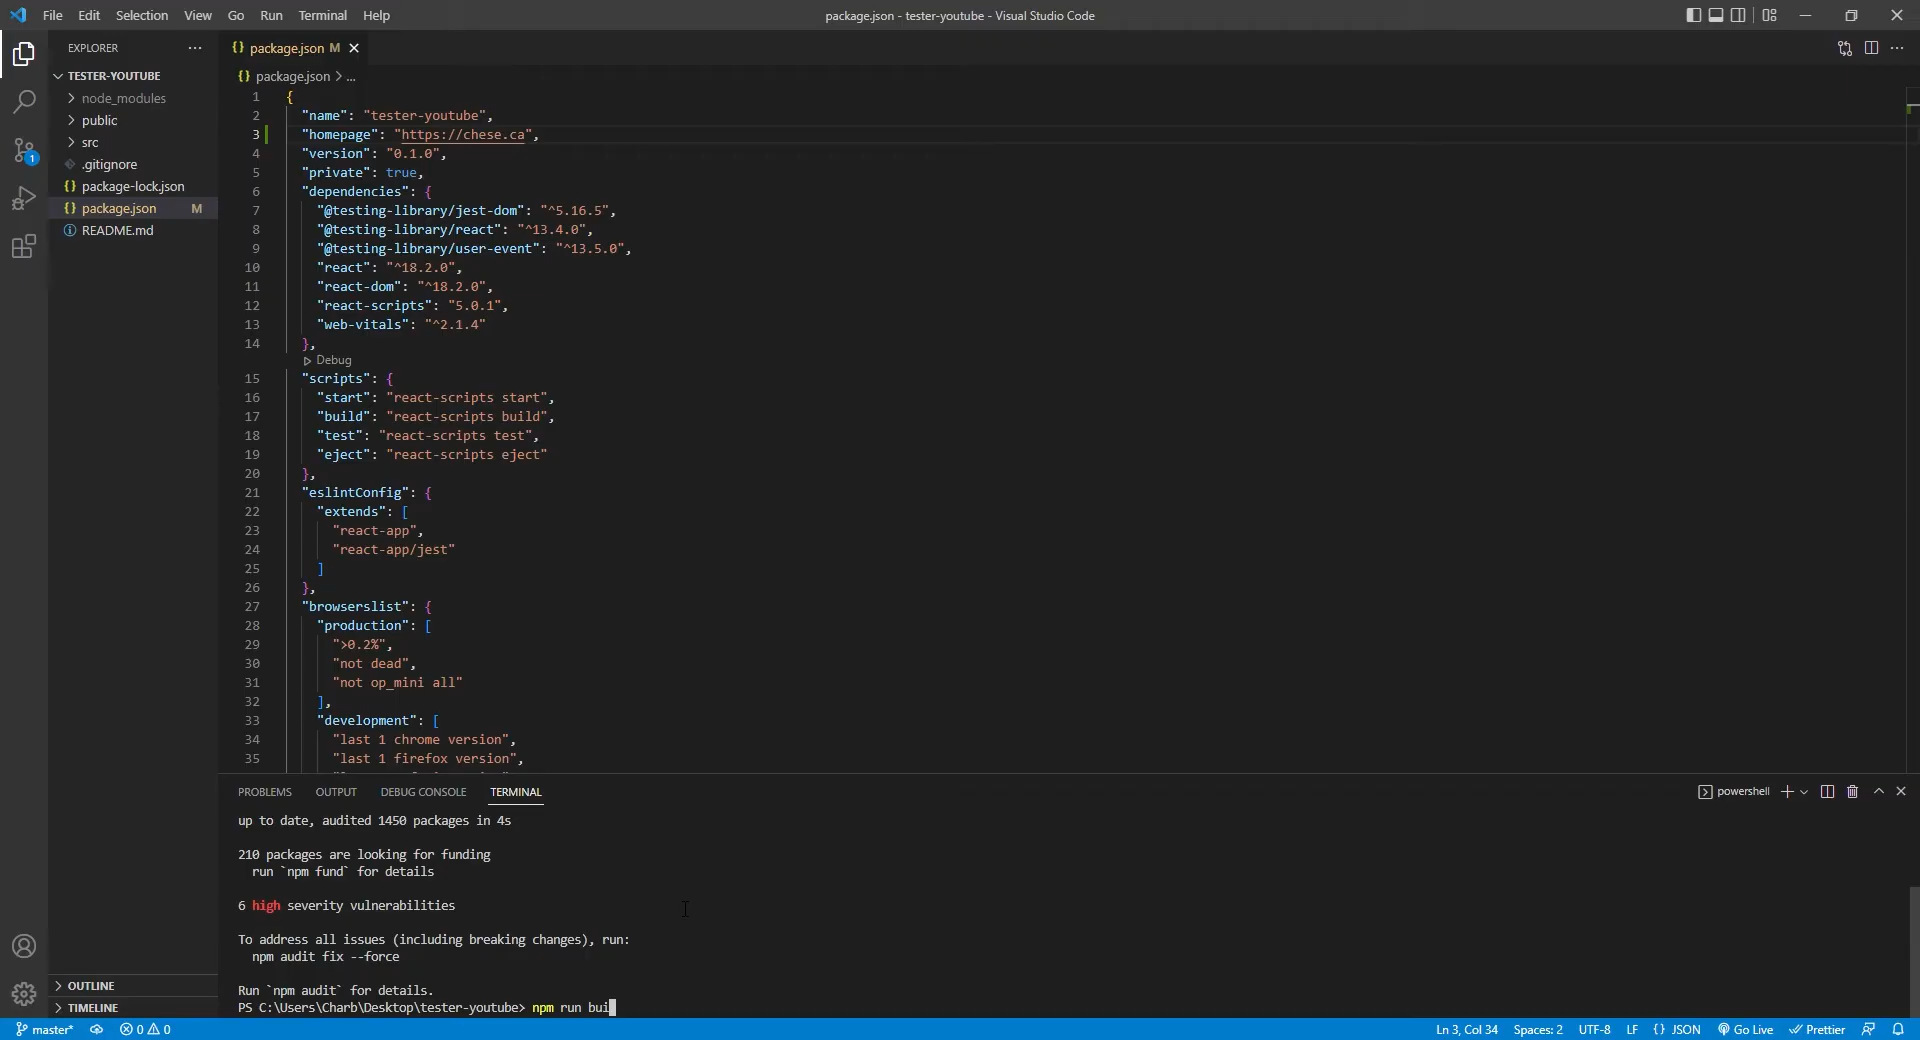 File Edit Selection View Go Run Terminal Help
package.json - tester-youtube - Visual Studio Code
EXPLORER
TESTER-YOUTUBE
node_modules
public
src
.gitignore
package-lock.json
package.json M
README.md
OUTLINE
TIMELINE
1
{} package.json M
{} package.json > ...
1 {
2 "name": "tester-youtube",
3 "homepage": "https://chese.ca",
4 "version": "0.1.0",
5 "private": true,
6 "dependencies": {
7 "@testing-library/jest-dom": "^5.16.5",
8 "@testing-library/react": "^13.4.0",
9 "@testing-library/user-event": "^13.5.0",
10 "react": "^18.2.0",
11 "react-dom": "^18.2.0",
12 "react-scripts": "5.0.1",
13 "web-vitals": "^2.1.4"
14 },
Debug
15 "scripts": {
16 "start": "react-scripts start",
17 "build": "react-scripts build",
18 "test": "react-scripts test",
19 "eject": "react-scripts eject"
20 },
21 "eslintConfig": {
22 "extends": [
23 "react-app",
24 "react-app/jest"
25 ]
26 },
27 "browserslist": {
28 "production": [
29 ">0.2%",
30 "not dead",
31 "not op_mini all"
32 ],
33 "development": [
34 "last 1 chrome version",
35 "last 1 firefox version",
PROBLEMS OUTPUT DEBUG CONSOLE TERMINAL
powershell
up to date, audited 1450 packages in 4s
210 packages are looking for funding
run `npm fund` for details
6 high severity vulnerabilities
To address all issues (including breaking changes), run:
npm audit fix --force
Run `npm audit` for details.
PS C:\Users\Charb\Desktop\tester-youtube> npm run bui
master* 0 0
Ln 3, Col 34 Spaces: 2 UTF-8 LF {} JSON Go Live Prettier